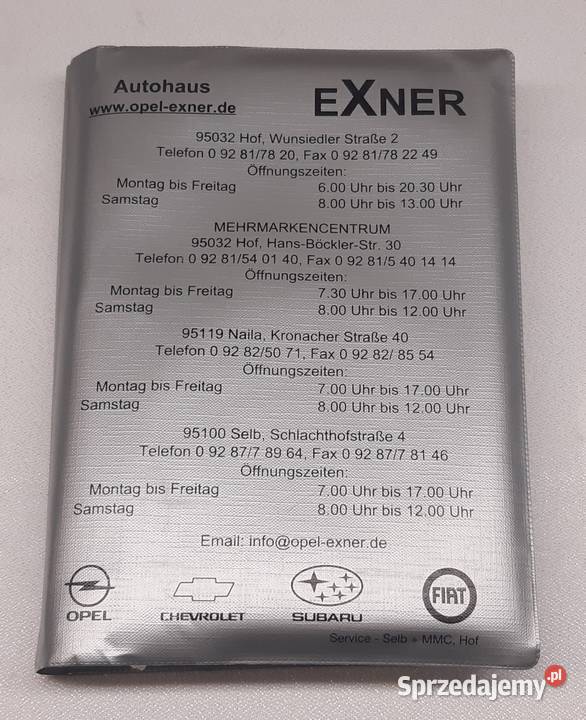 Autohaus
www.opel-exner.de
EXNER
95032 Hof, Wunsiedler Straße 2
Telefon 0 92 81/78 20, Fax 0 92 81/78 22 49
Öffnungszeiten:
Montag bis Freitag 6.00 Uhr bis 20.30 Uhr
Samstag 8.00 Uhr bis 13.00 Uhr
MEHRMARKENCENTRUM
95032 Hof, Hans-Böckler-Str. 30
Telefon 0 92 81/54 01 40, Fax 0 92 81/5 40 14 14
Öffnungszeiten:
Montag bis Freitag 7.30 Uhr bis 17.00 Uhr
Samstag 8.00 Uhr bis 12.00 Uhr
95119 Naila, Kronacher Straße 40
Telefon 0 92 82/50 71, Fax 0 92 82/ 85 54
Öffnungszeiten:
Montag bis Freitag 7.00 Uhr bis 17.00 Uhr
Samstag 8.00 Uhr bis 12.00 Uhr
95100 Selb, Schlachthofstraße 4
Telefon 0 92 87/7 89 64, Fax 0 92 87/7 81 46
Öffnungszeiten:
Montag bis Freitag 7.00 Uhr bis 17.00 Uhr
Samstag 8.00 Uhr bis 12.00 Uhr
Email: info@opel-exner.de
OPEL CHEVROLET SUBARU FIAT
Service - Selb + MMC, Hof
Sprzedajemy.pl